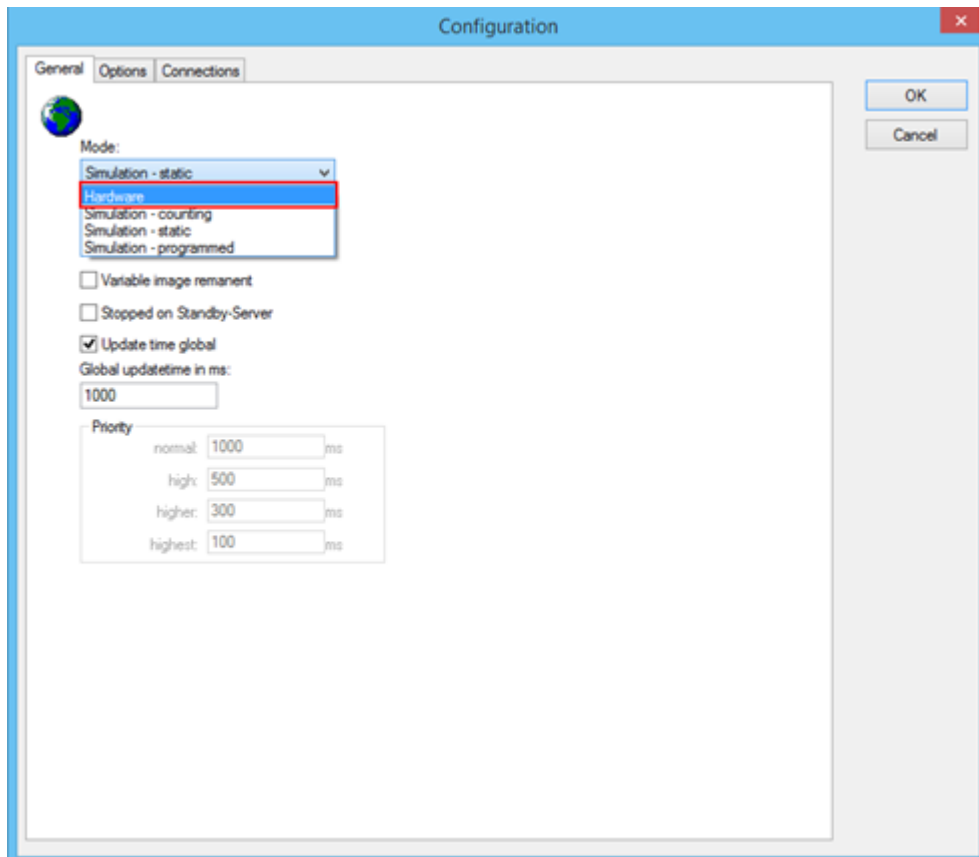 Configuration
General Options Connections
OK
Cancel
Mode:
Simulation - static
Hardware
Simulation - counting
Simulation - static
Simulation - programmed
Variable image remanent
Stopped on Standby-Server
Update time global
Global updatetime in ms:
1000
Priority
normal: 1000 ms
high: 500 ms
higher: 300 ms
highest: 100 ms